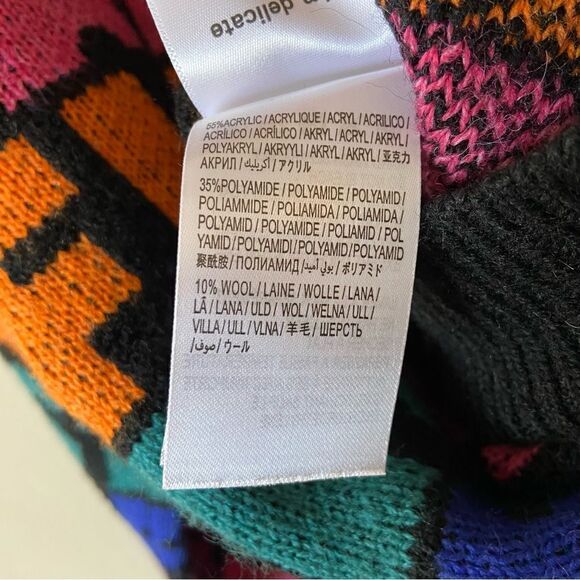 delicate
55%ACRYLIC / ACRYLIQUE / ACRYL / ACRILICO /
ACRÍLICO / ACRÍLICO / AKRYL / ACRYL / AKRYL /
POLYAKRYL / AKRYYLI / AKRYL / AKRYL / 亚克力
АКРИЛ / أكريليك / アクリル
35%POLYAMIDE / POLYAMIDE / POLYAMID /
POLIAMMIDE / POLIAMIDA / POLIAMIDA /
POLYAMID / POLYAMIDE / POLIAMID / POL
YAMID / POLYAMIDI / POLYAMID / POLYAMID
聚酰胺 / ПОЛИАМИД / بولي أميد / ポリアミド
10% WOOL / LAINE / WOLLE / LANA /
LÃ / LANA / ULD / WOL / WEŁNA / ULL /
VILLA / ULL / VLNA / 羊毛 / ШЕРСТЬ
/ صوف / ウール